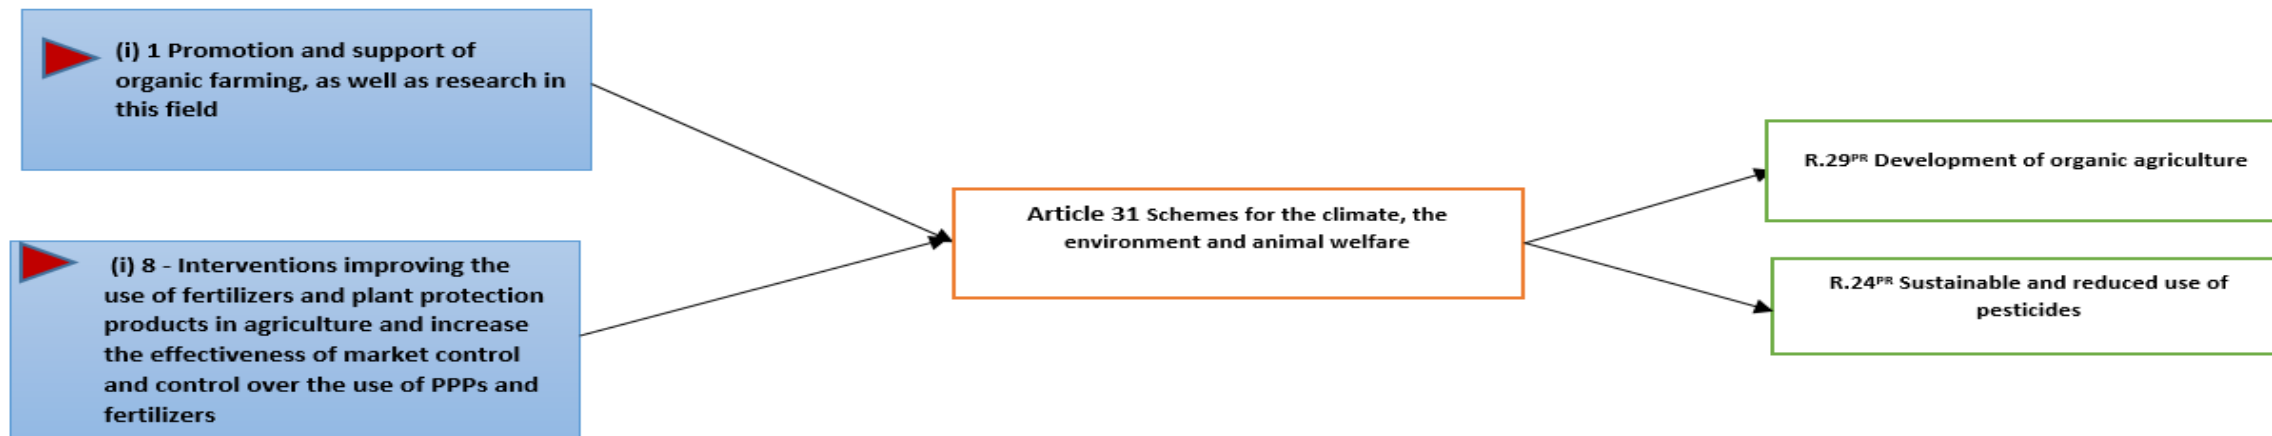 (i) 1 Promotion and support of
organic farming, as well as research in
this field
(i) 8 - Interventions improving the
use of fertilizers and plant protection
products in agriculture and increase
the effectiveness of market control
and control over the use of PPPs and
fertilizers
Article 31 Schemes for the climate, the
environment and animal welfare
R.29ᴾᴿ Development of organic agriculture
R.24ᴾᴿ Sustainable and reduced use of
pesticides